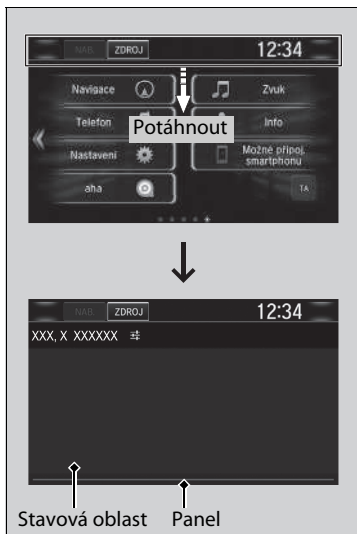 NAB. ZDROJ 12:34
Navigace Zvuk
Telefon Info
Potáhnout
Nastavení Možné připoj. smartphonu
aha TA
NAB. ZDROJ 12:34
XXX, X XXXXXX
Stavová oblast Panel